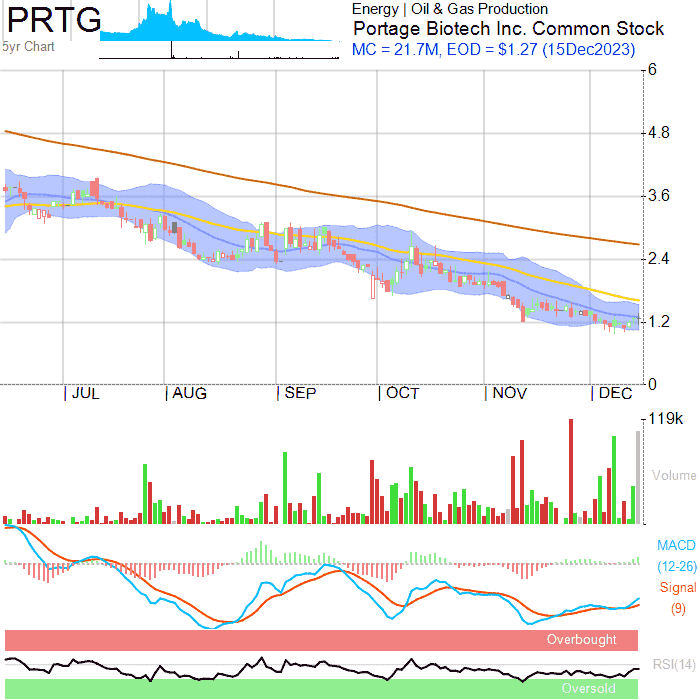 PRTG
5yr Chart
Energy | Oil & Gas Production
Portage Biotech Inc. Common Stock
MC = 21.7M, EOD = $1.27 (15Dec2023)
6
4.8
3.6
2.4
1.2
0
JUL AUG SEP OCT NOV DEC
119k
Volume
MACD
(12-26)
Signal
(9)
Overbought
RSI(14)
Oversold